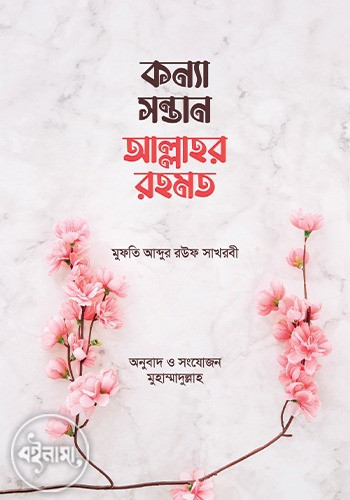 কন্যা
সন্তান
আল্লাহর
রহমত
মুফতি আব্দুর রউফ সাখরবী
অনুবাদ ও সংযোজন
মুহাম্মাদুল্লাহ
বইনামা